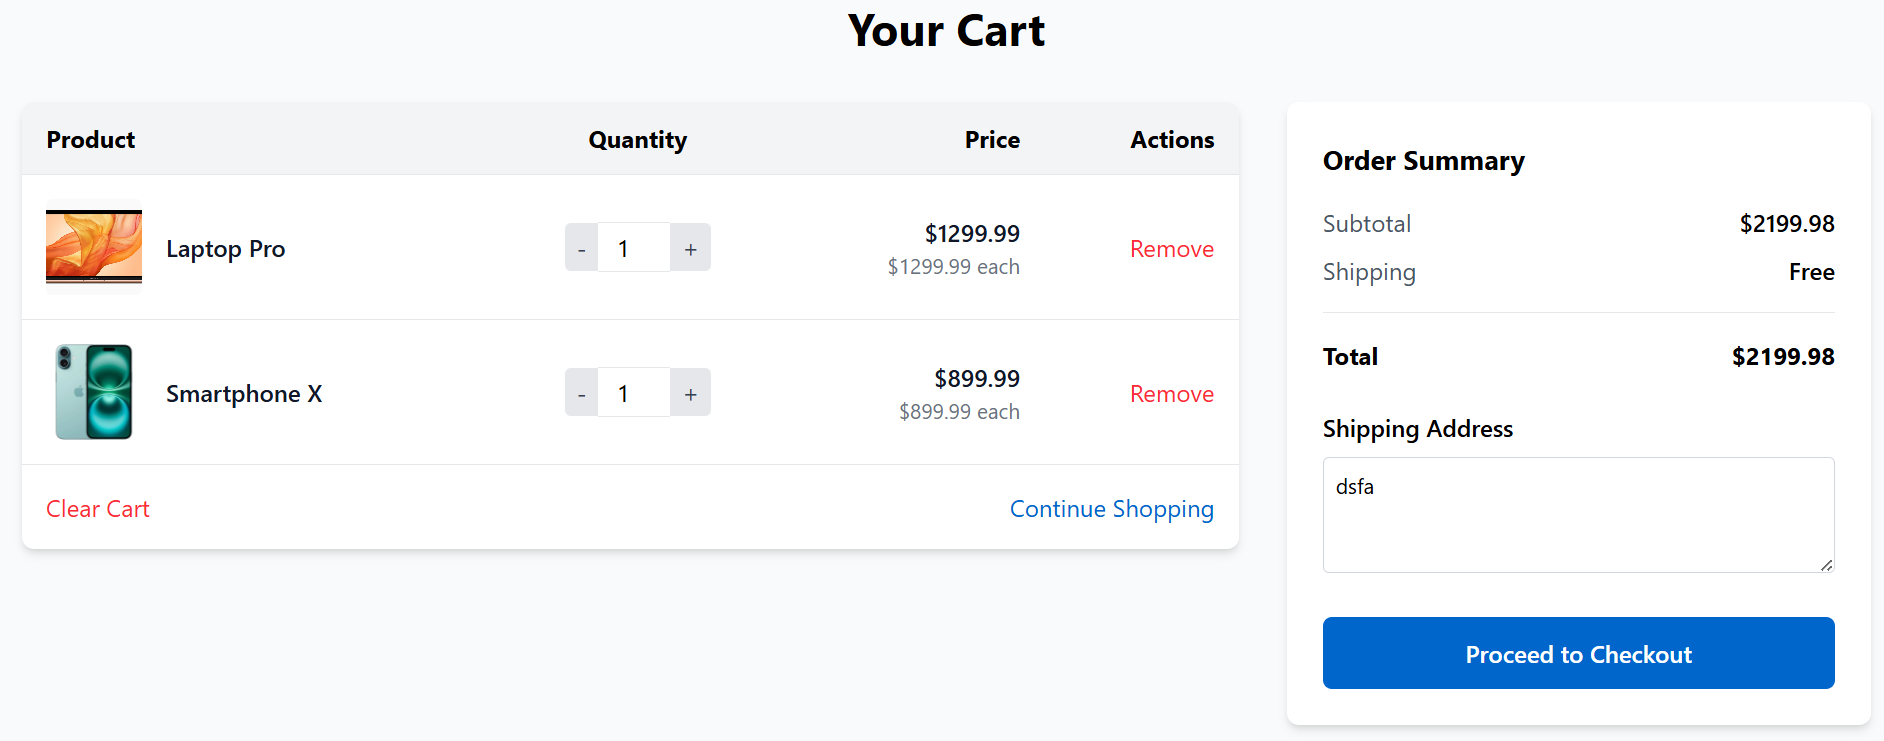 Your Cart
Product Quantity Price Actions
Laptop Pro - 1 + $1299.99 Remove
$1299.99 each
Smartphone X - 1 + $899.99 Remove
$899.99 each
Clear Cart Continue Shopping
Order Summary
Subtotal $2199.98
Shipping Free
Total $2199.98
Shipping Address
dsfa
Proceed to Checkout